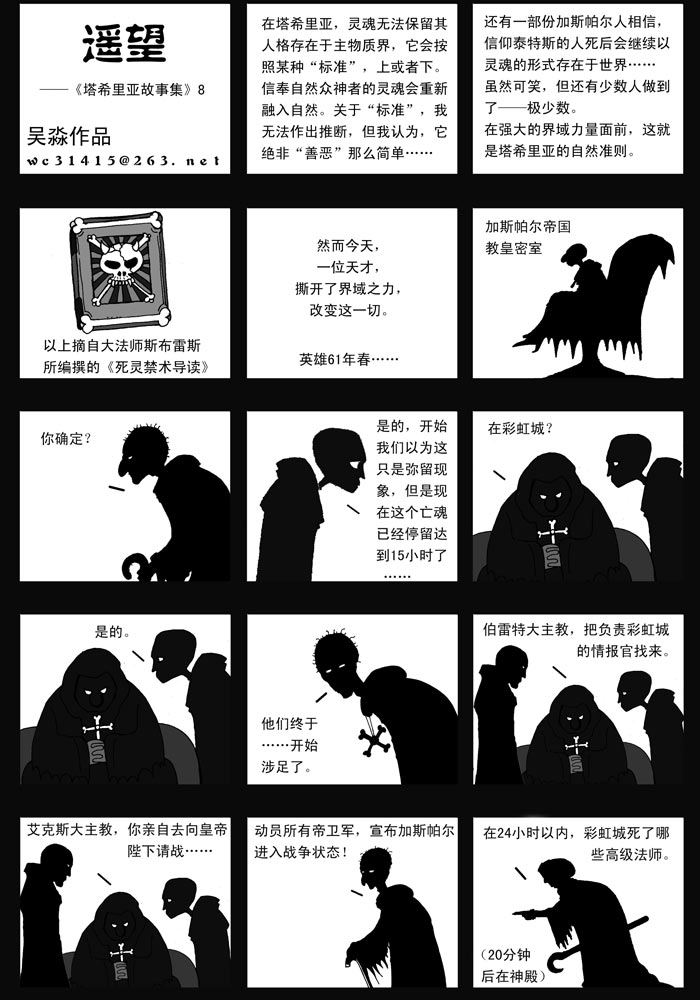 遥望
——《塔希里亚故事集》8
吴淼作品
wc31415@263.net
在塔希里亚，灵魂无法保留其
人格存在于主物质界，它会按
照某种“标准”，上或者下。
信奉自然众神者的灵魂会重新
融入自然。关于“标准”，我
无法作出推断，但我认为，它
绝非“善恶”那么简单……
还有一部份加斯帕尔人相信，
信仰泰特斯的人死后会继续以
灵魂的形式存在于世界……
虽然可笑，但还有少数人做到
了——极少数。
在强大的界域力量面前，这就
是塔希里亚的自然准则。
以上摘自大法师斯布雷斯
所编撰的《死灵禁术导读》
然而今天，
一位天才，
撕开了界域之力，
改变这一切。
英雄61年春……
加斯帕尔帝国
教皇密室
你确定？
是的，开始
我们以为这
只是弥留现
象，但是现
在这个亡魂
已经停留达
到15小时了
……
在彩虹城？
是的。
他们终于
……开始
涉足了。
伯雷特大主教，把负责彩虹城
的情报官找来。
艾克斯大主教，你亲自去向皇帝
陛下请战……
动员所有帝卫军，宣布加斯帕尔
进入战争状态！
在24小时以内，彩虹城死了哪
些高级法师。
（20分钟
后在神殿）